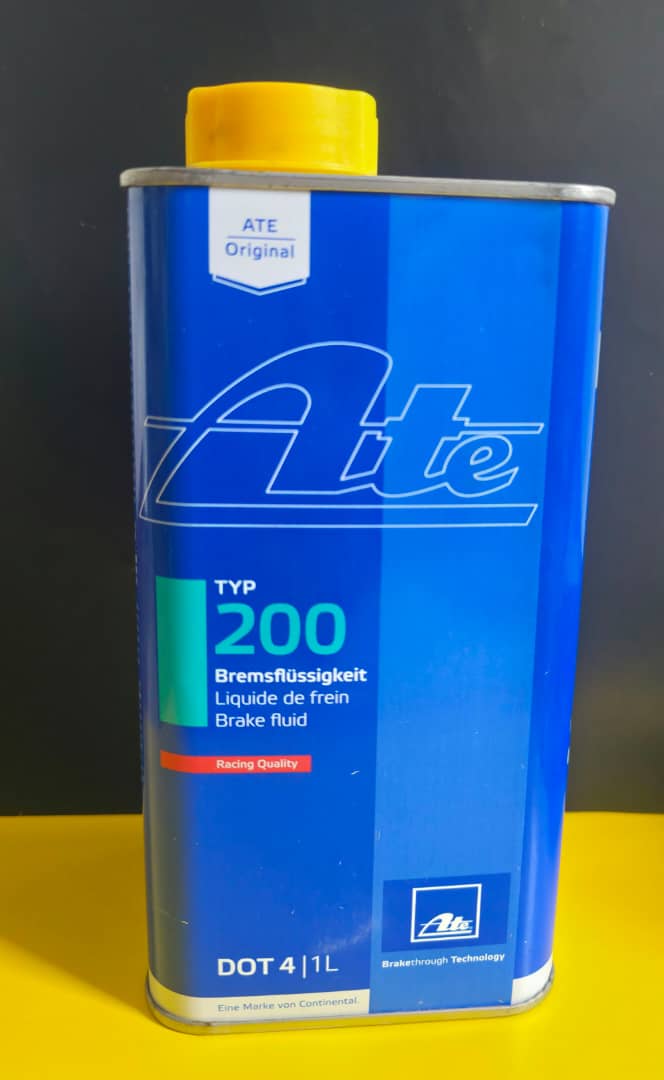 ATE
Original
Ate
TYP
200
Bremsflüssigkeit
Liquide de frein
Brake fluid
Racing Quality
Ate
Brakethrough Technology
DOT 4 | 1L
Eine Marke von Continental.